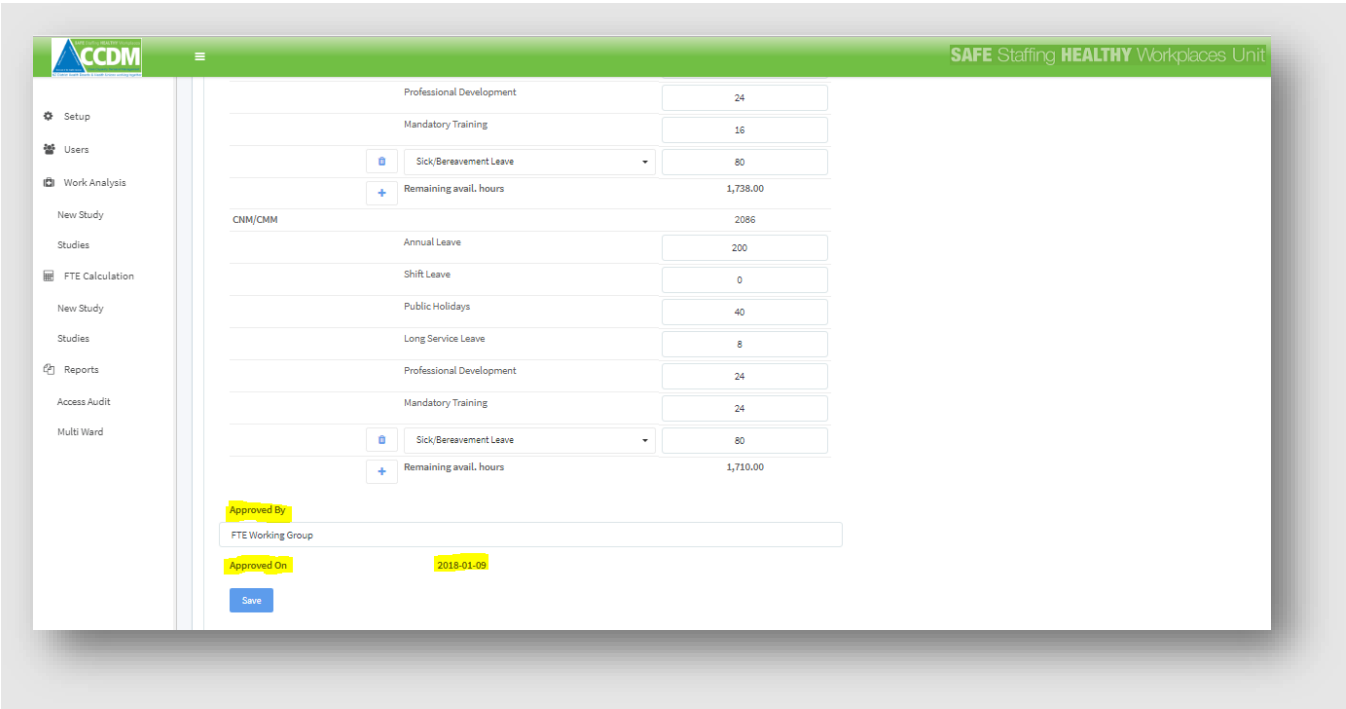 CCDM
SAFE Staffing HEALTHY Workplaces Unit
Setup
Users
Work Analysis
New Study
Studies
FTE Calculation
New Study
Studies
Reports
Access Audit
Multi Ward
Professional Development 24
Mandatory Training 16
Sick/Bereavement Leave 80
+ Remaining avail. hours 1,738.00
CNM/CMM 2086
Annual Leave 200
Shift Leave 0
Public Holidays 40
Long Service Leave 8
Professional Development 24
Mandatory Training 24
Sick/Bereavement Leave 80
+ Remaining avail. hours 1,710.00
Approved By
FTE Working Group
Approved On 2018-01-09
Save